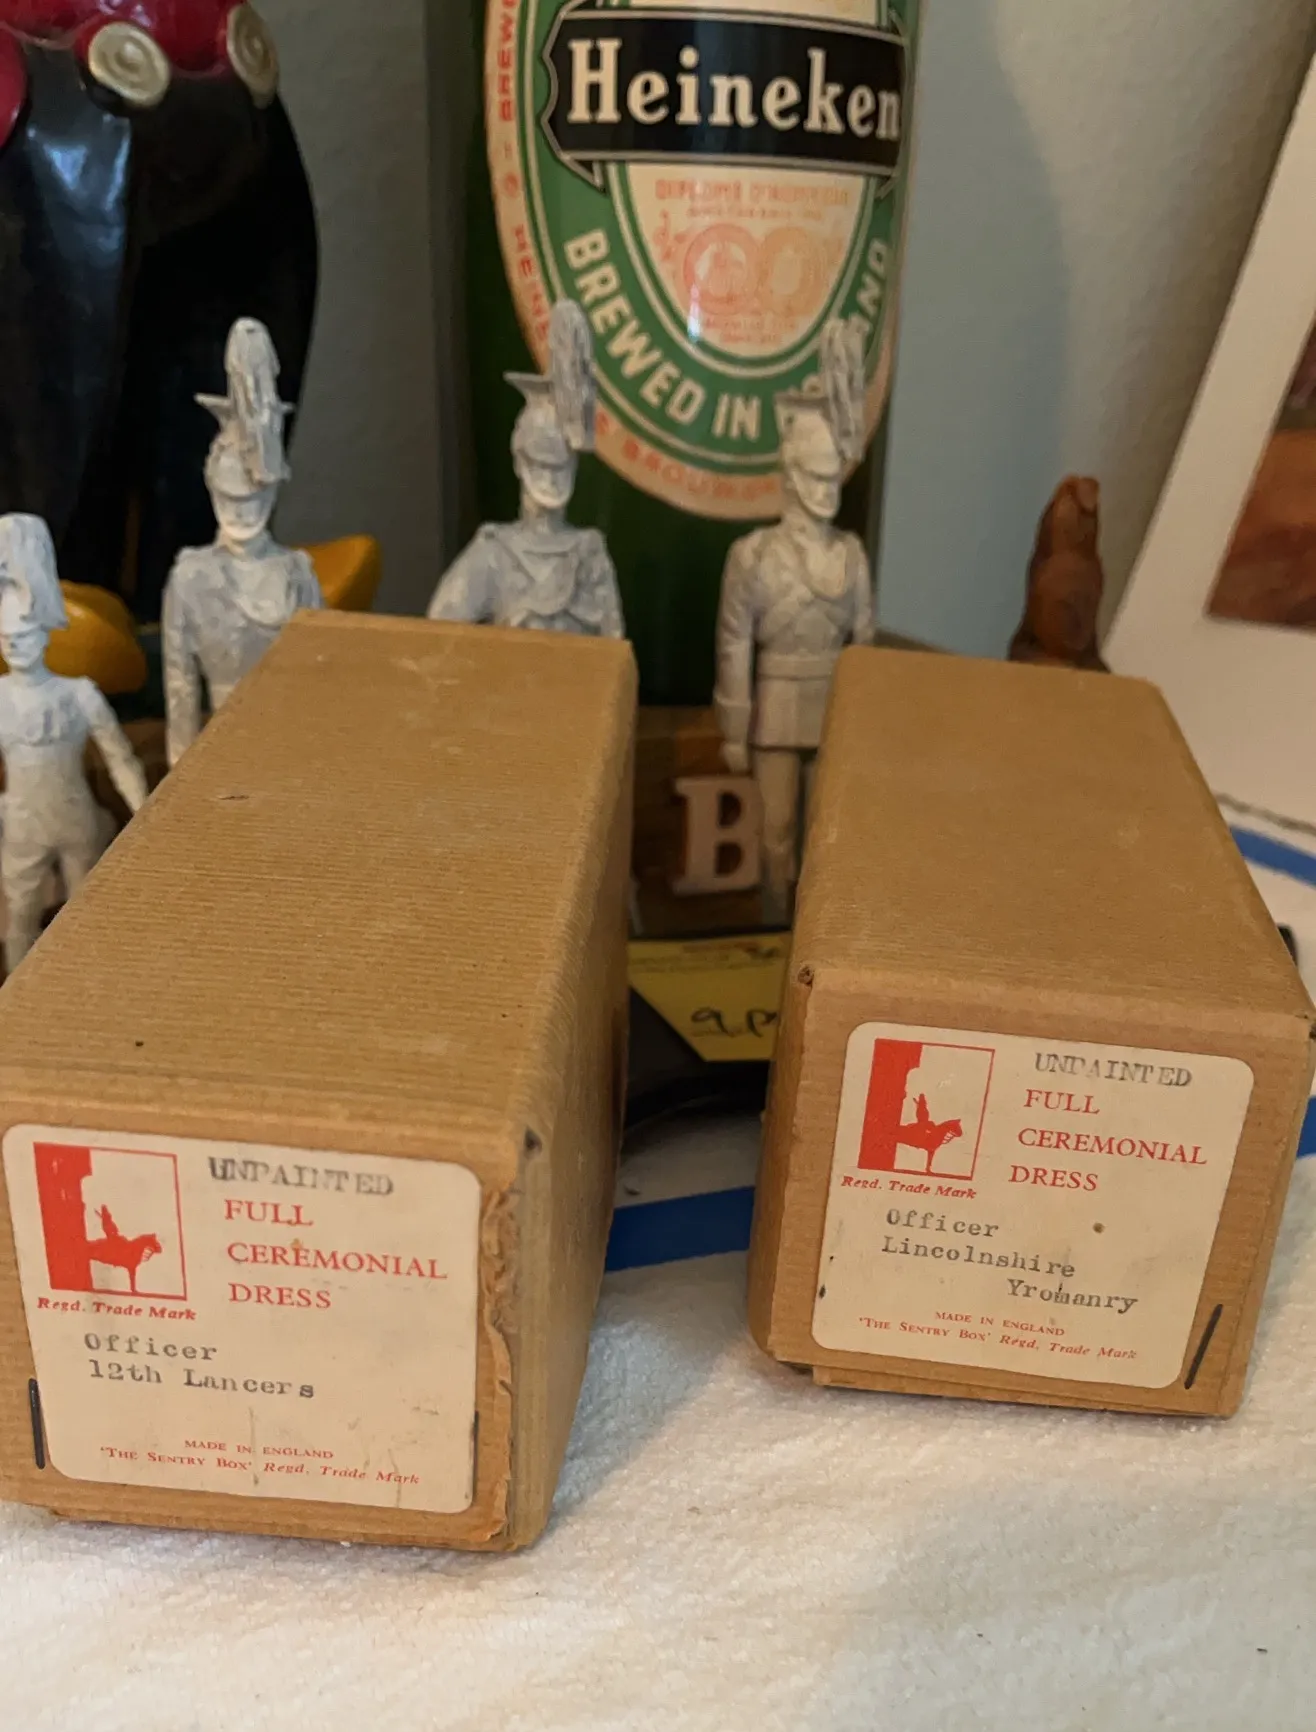 Heineken
BREWED IN
B
UNPAINTED
FULL
CEREMONIAL
DRESS
Regd. Trade Mark
Officer
12th Lancers
MADE IN ENGLAND
'THE SENTRY BOX' Regd. Trade Mark
UNPAINTED
FULL
CEREMONIAL
DRESS
Regd. Trade Mark
Officer
Lincolnshire
Yromanry
MADE IN ENGLAND
'THE SENTRY BOX' Regd. Trade Mark